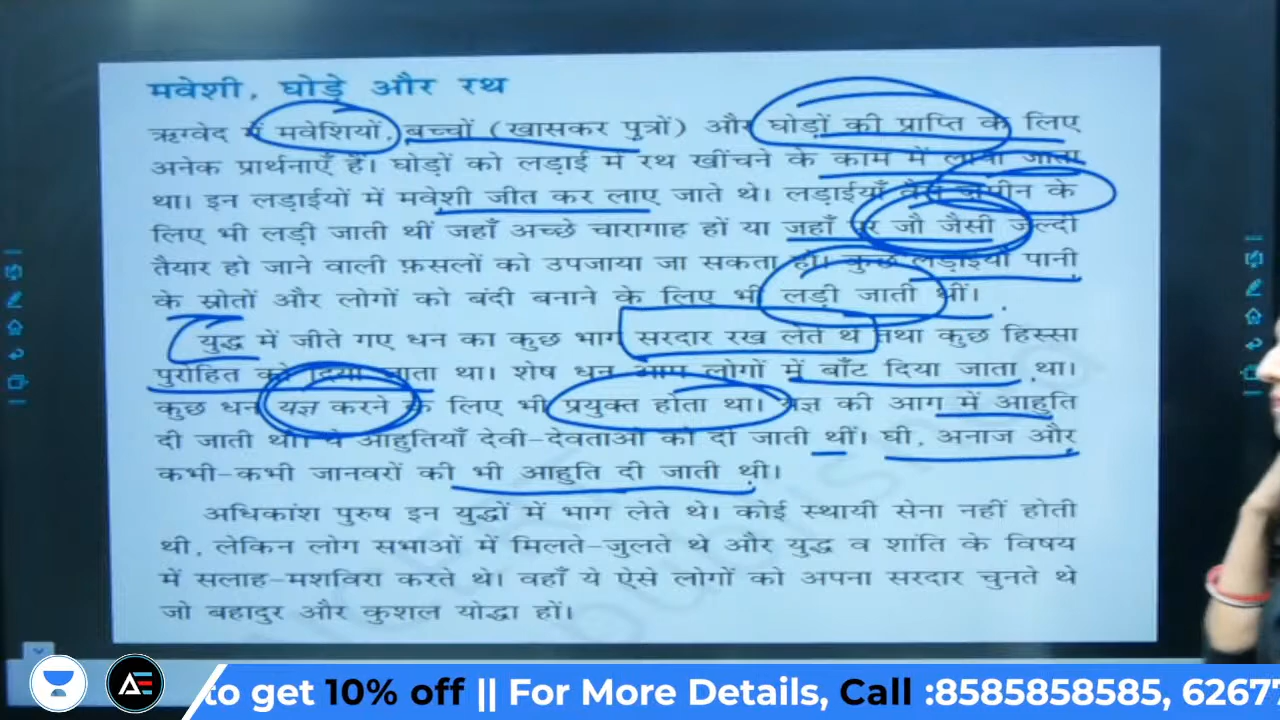 मवेशी, घोड़े और रथ
ऋग्वेद में मवेशियों, बच्चों (खासकर पुत्रों) और घोड़ों की प्राप्ति के लिए
अनेक प्रार्थनाएँ हैं। घोड़ों को लड़ाई में रथ खींचने के काम में लाया जाता
था। इन लड़ाईयों में मवेशी जीत कर लाए जाते थे। लड़ाईयाँ वैसे ज़मीन के
लिए भी लड़ी जाती थीं जहाँ अच्छे चारागाह हों या जहाँ पर जौ जैसी जल्दी
तैयार हो जाने वाली फ़सलों को उपजाया जा सकता हो। कुछ लड़ाईयाँ पानी
के स्रोतों और लोगों को बंदी बनाने के लिए भी लड़ी जाती थीं।
युद्ध में जीते गए धन का कुछ भाग सरदार रख लेते थे तथा कुछ हिस्सा
पुरोहित को दिया जाता था। शेष धन आम लोगों में बाँट दिया जाता था।
कुछ धन यज्ञ करने के लिए भी प्रयुक्त होता था। यज्ञ की आग में आहुति
दी जाती थी। ये आहुतियाँ देवी-देवताओं को दी जाती थीं। घी, अनाज और
कभी-कभी जानवरों की भी आहुति दी जाती थी।
अधिकांश पुरुष इन युद्धों में भाग लेते थे। कोई स्थायी सेना नहीं होती
थी, लेकिन लोग सभाओं में मिलते-जुलते थे और युद्ध व शांति के विषय
में सलाह-मशविरा करते थे। वहाँ ये ऐसे लोगों को अपना सरदार चुनते थे
जो बहादुर और कुशल योद्धा हों।
to get 10% off || For More Details, Call :8585858585, 6267